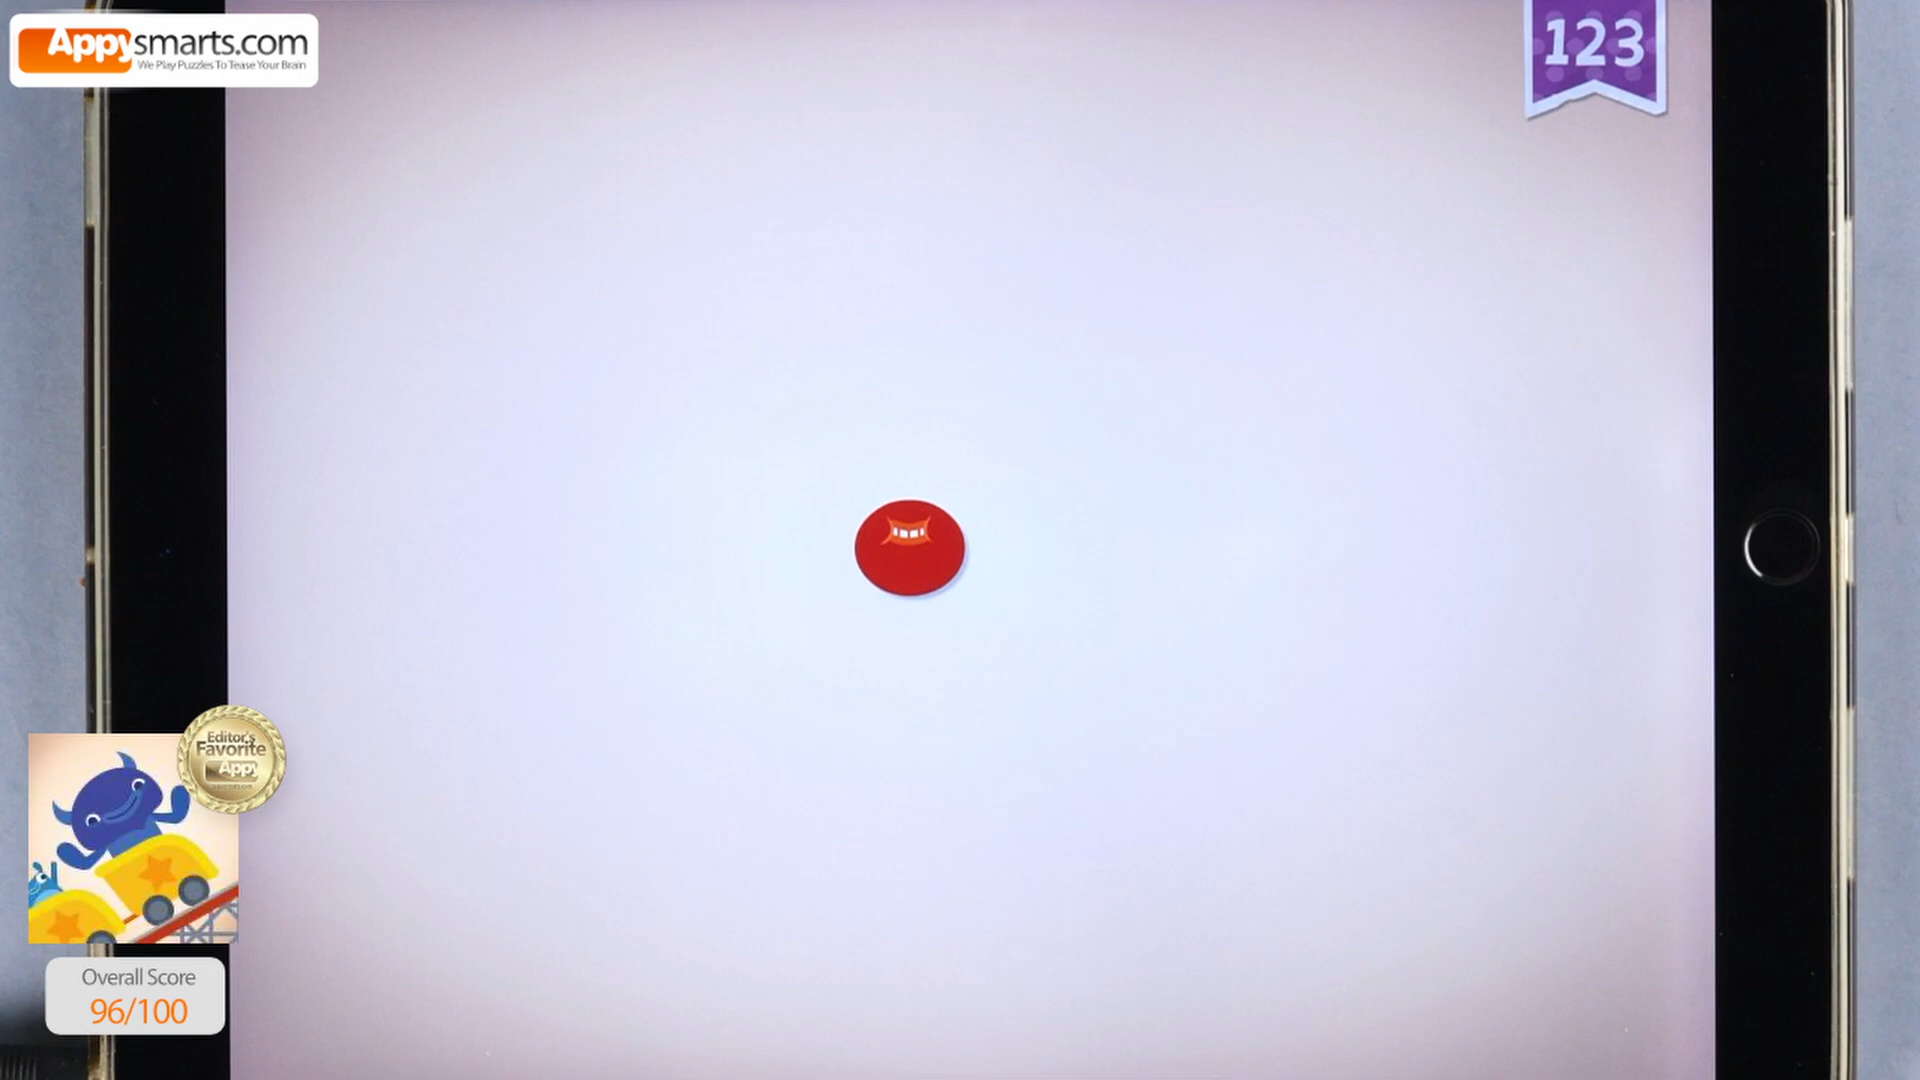 Appysmarts.com
We Play Puzzles To Tease Your Brain
123
Editor's
Favorite
Appy
Overall Score
96/100